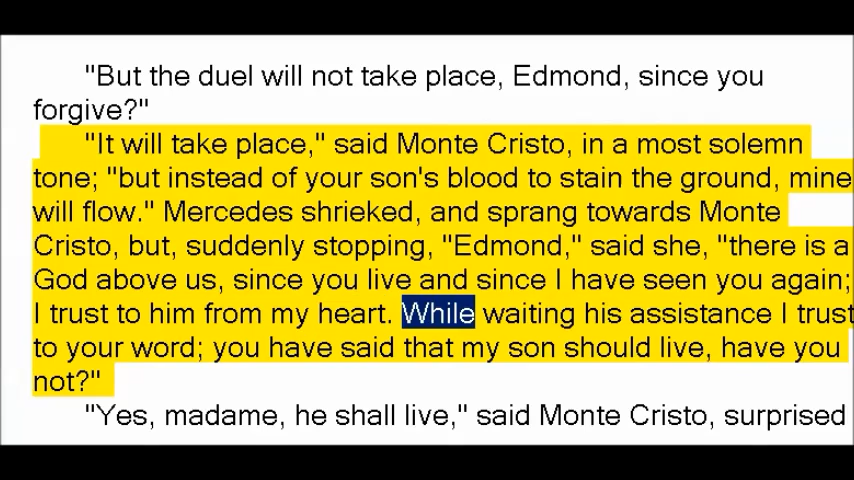 "But the duel will not take place, Edmond, since you
forgive?"
"It will take place," said Monte Cristo, in a most solemn
tone; "but instead of your son's blood to stain the ground, mine
will flow." Mercedes shrieked, and sprang towards Monte
Cristo, but, suddenly stopping, "Edmond," said she, "there is a
God above us, since you live and since I have seen you again;
I trust to him from my heart. While waiting his assistance I trust
to your word; you have said that my son should live, have you
not?"
"Yes, madame, he shall live," said Monte Cristo, surprised